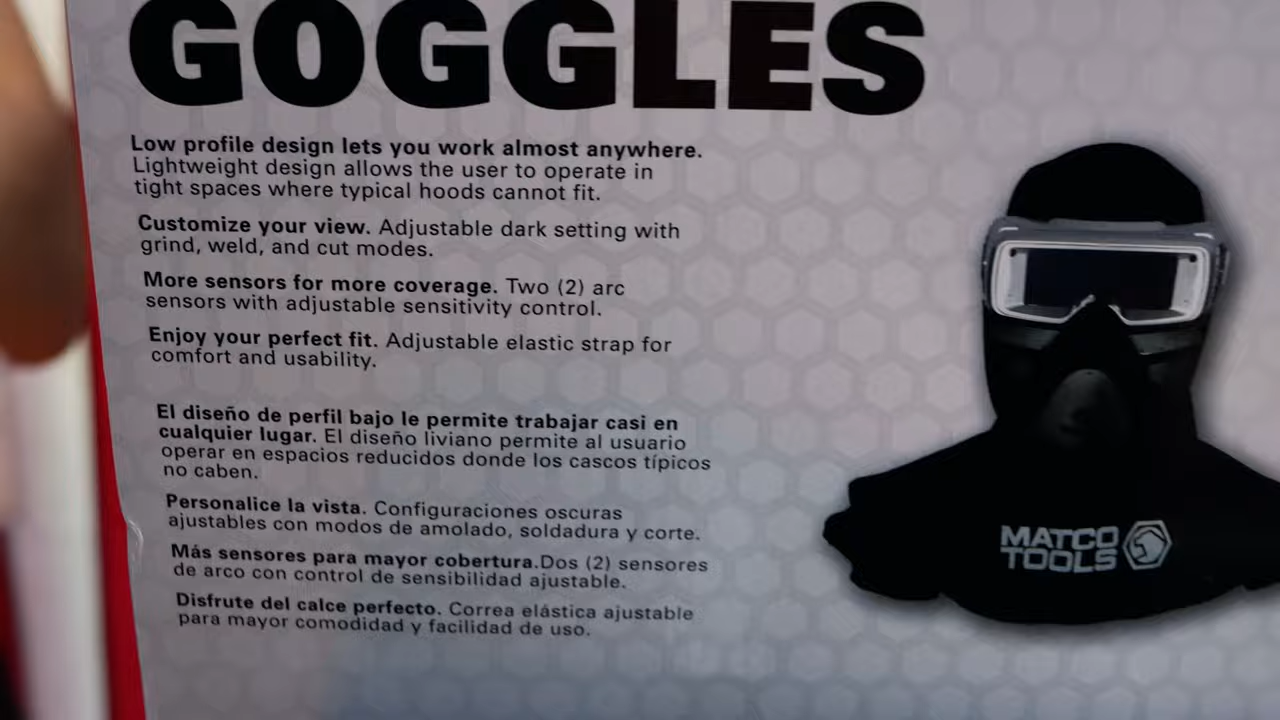 GOGGLES
Low profile design lets you work almost anywhere.
Lightweight design allows the user to operate in
tight spaces where typical hoods cannot fit.
Customize your view. Adjustable dark setting with
grind, weld, and cut modes.
More sensors for more coverage. Two (2) arc
sensors with adjustable sensitivity control.
Enjoy your perfect fit. Adjustable elastic strap for
comfort and usability.
El diseño de perfil bajo le permite trabajar casi en
cualquier lugar. El diseño liviano permite al usuario
operar en espacios reducidos donde los cascos típicos
no caben.
Personalice la vista. Configuraciones oscuras
ajustables con modos de amolado, soldadura y corte.
Más sensores para mayor cobertura.Dos (2) sensores
de arco con control de sensibilidad ajustable.
Disfrute del calce perfecto. Correa elástica ajustable
para mayor comodidad y facilidad de uso.
MATCO
TOOLS